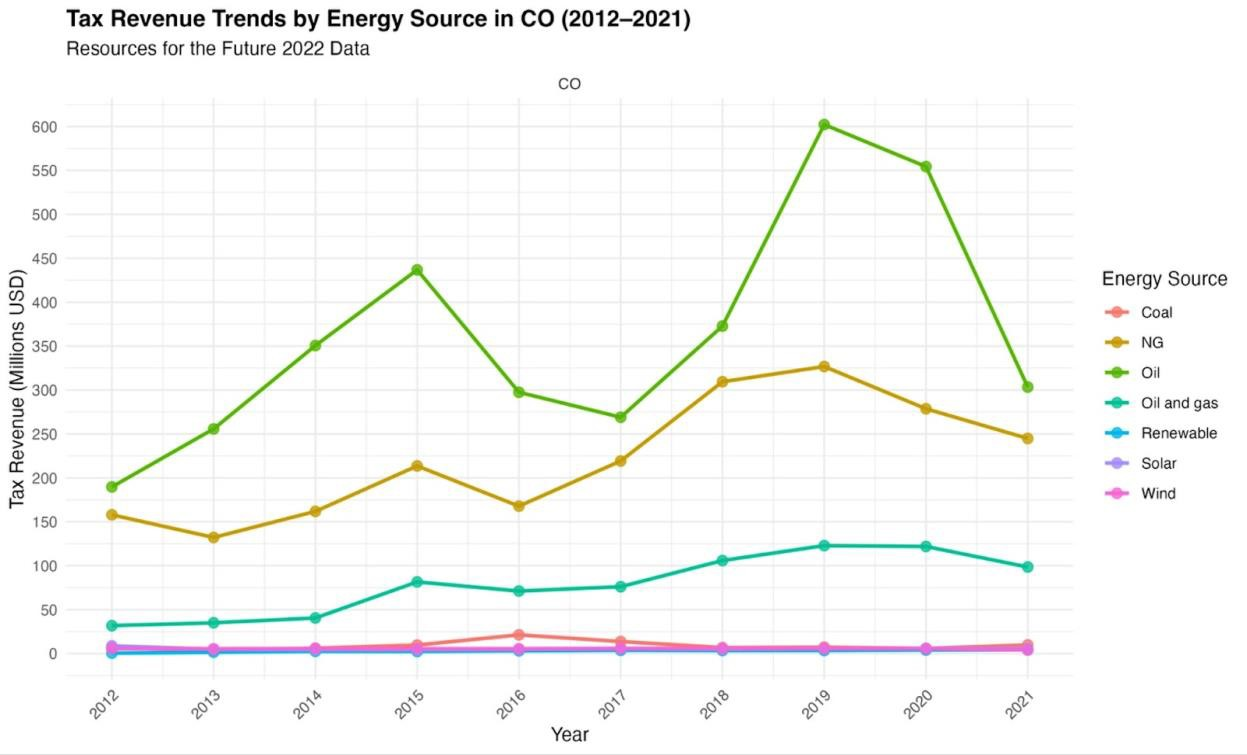 Tax Revenue Trends by Energy Source in CO (2012–2021)
Resources for the Future 2022 Data
CO
600
550
500
450
400
350
300
250
200
150
100
50
0
Tax Revenue (Millions USD)
2012
2013
2014
2015
2016
2017
2018
2019
2020
2021
Year
Energy Source
Coal
NG
Oil
Oil and gas
Renewable
Solar
Wind